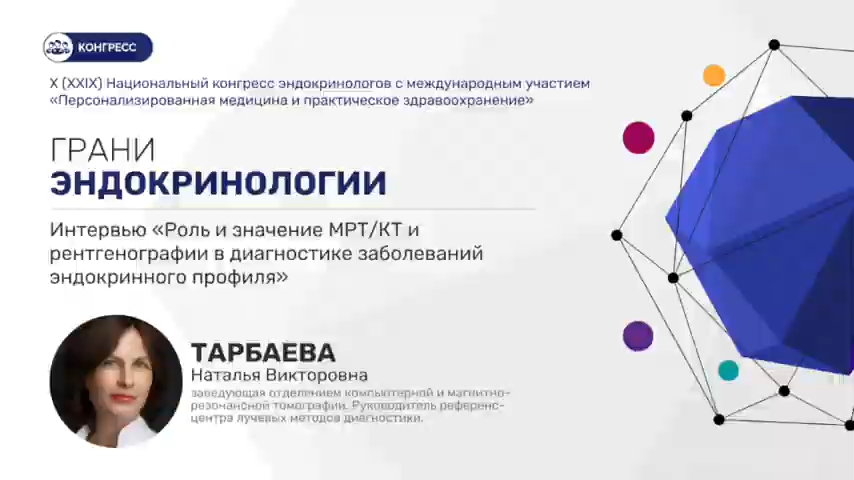 КОНГРЕСС
X (XXIX) Национальный конгресс эндокринологов с международным участием
«Персонализированная медицина и практическое здравоохранение»
ГРАНИ
ЭНДОКРИНОЛОГИИ
Интервью «Роль и значение МРТ/КТ и
рентгенографии в диагностике заболеваний
эндокринного профиля»
ТАРБАЕВА
Наталья Викторовна
заведующая отделением компьютерной и магнитно-
резонансной томографии. Руководитель референс-
центра лучевых методов диагностики.